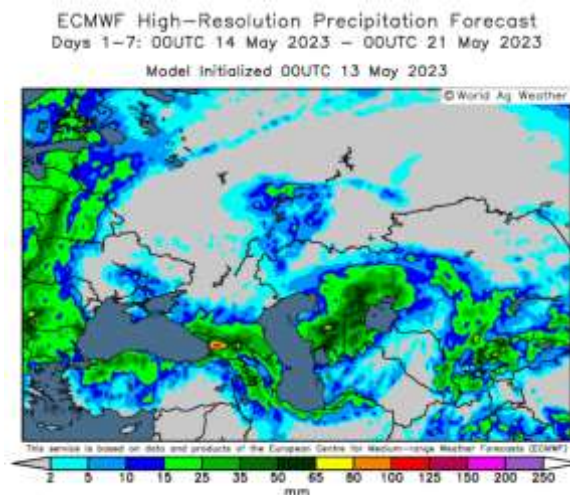 ECMWF High-Resolution Precipitation Forecast
Days 1-7: 00UTC 14 May 2023 - 00UTC 21 May 2023
Model Initialized 00UTC 13 May 2023
© World Ag Weather
This service is based on data and products of the European Centre for Medium-range Weather Forecasts (ECMWF)
2 5 10 15 25 35 50 65 80 100 125 150 200 250
mm